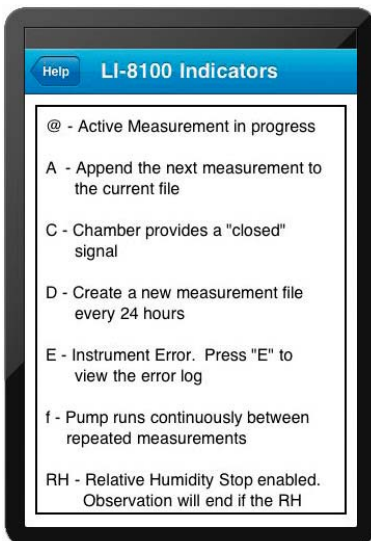 Help
LI-8100 Indicators
@ - Active Measurement in progress
A - Append the next measurement to
the current file
C - Chamber provides a "closed"
signal
D - Create a new measurement file
every 24 hours
E - Instrument Error. Press "E" to
view the error log
f - Pump runs continuously between
repeated measurements
RH - Relative Humidity Stop enabled.
Observation will end if the RH